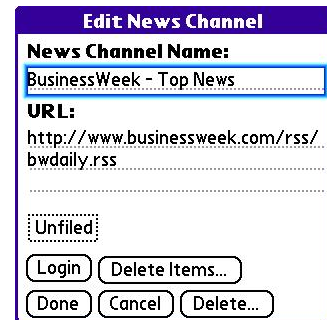 Edit News Channel
News Channel Name:
BusinessWeek - Top News
URL:
http://www.businessweek.com/rss/
bwdaily.rss
Unfiled
Login Delete Items...
Done Cancel Delete...